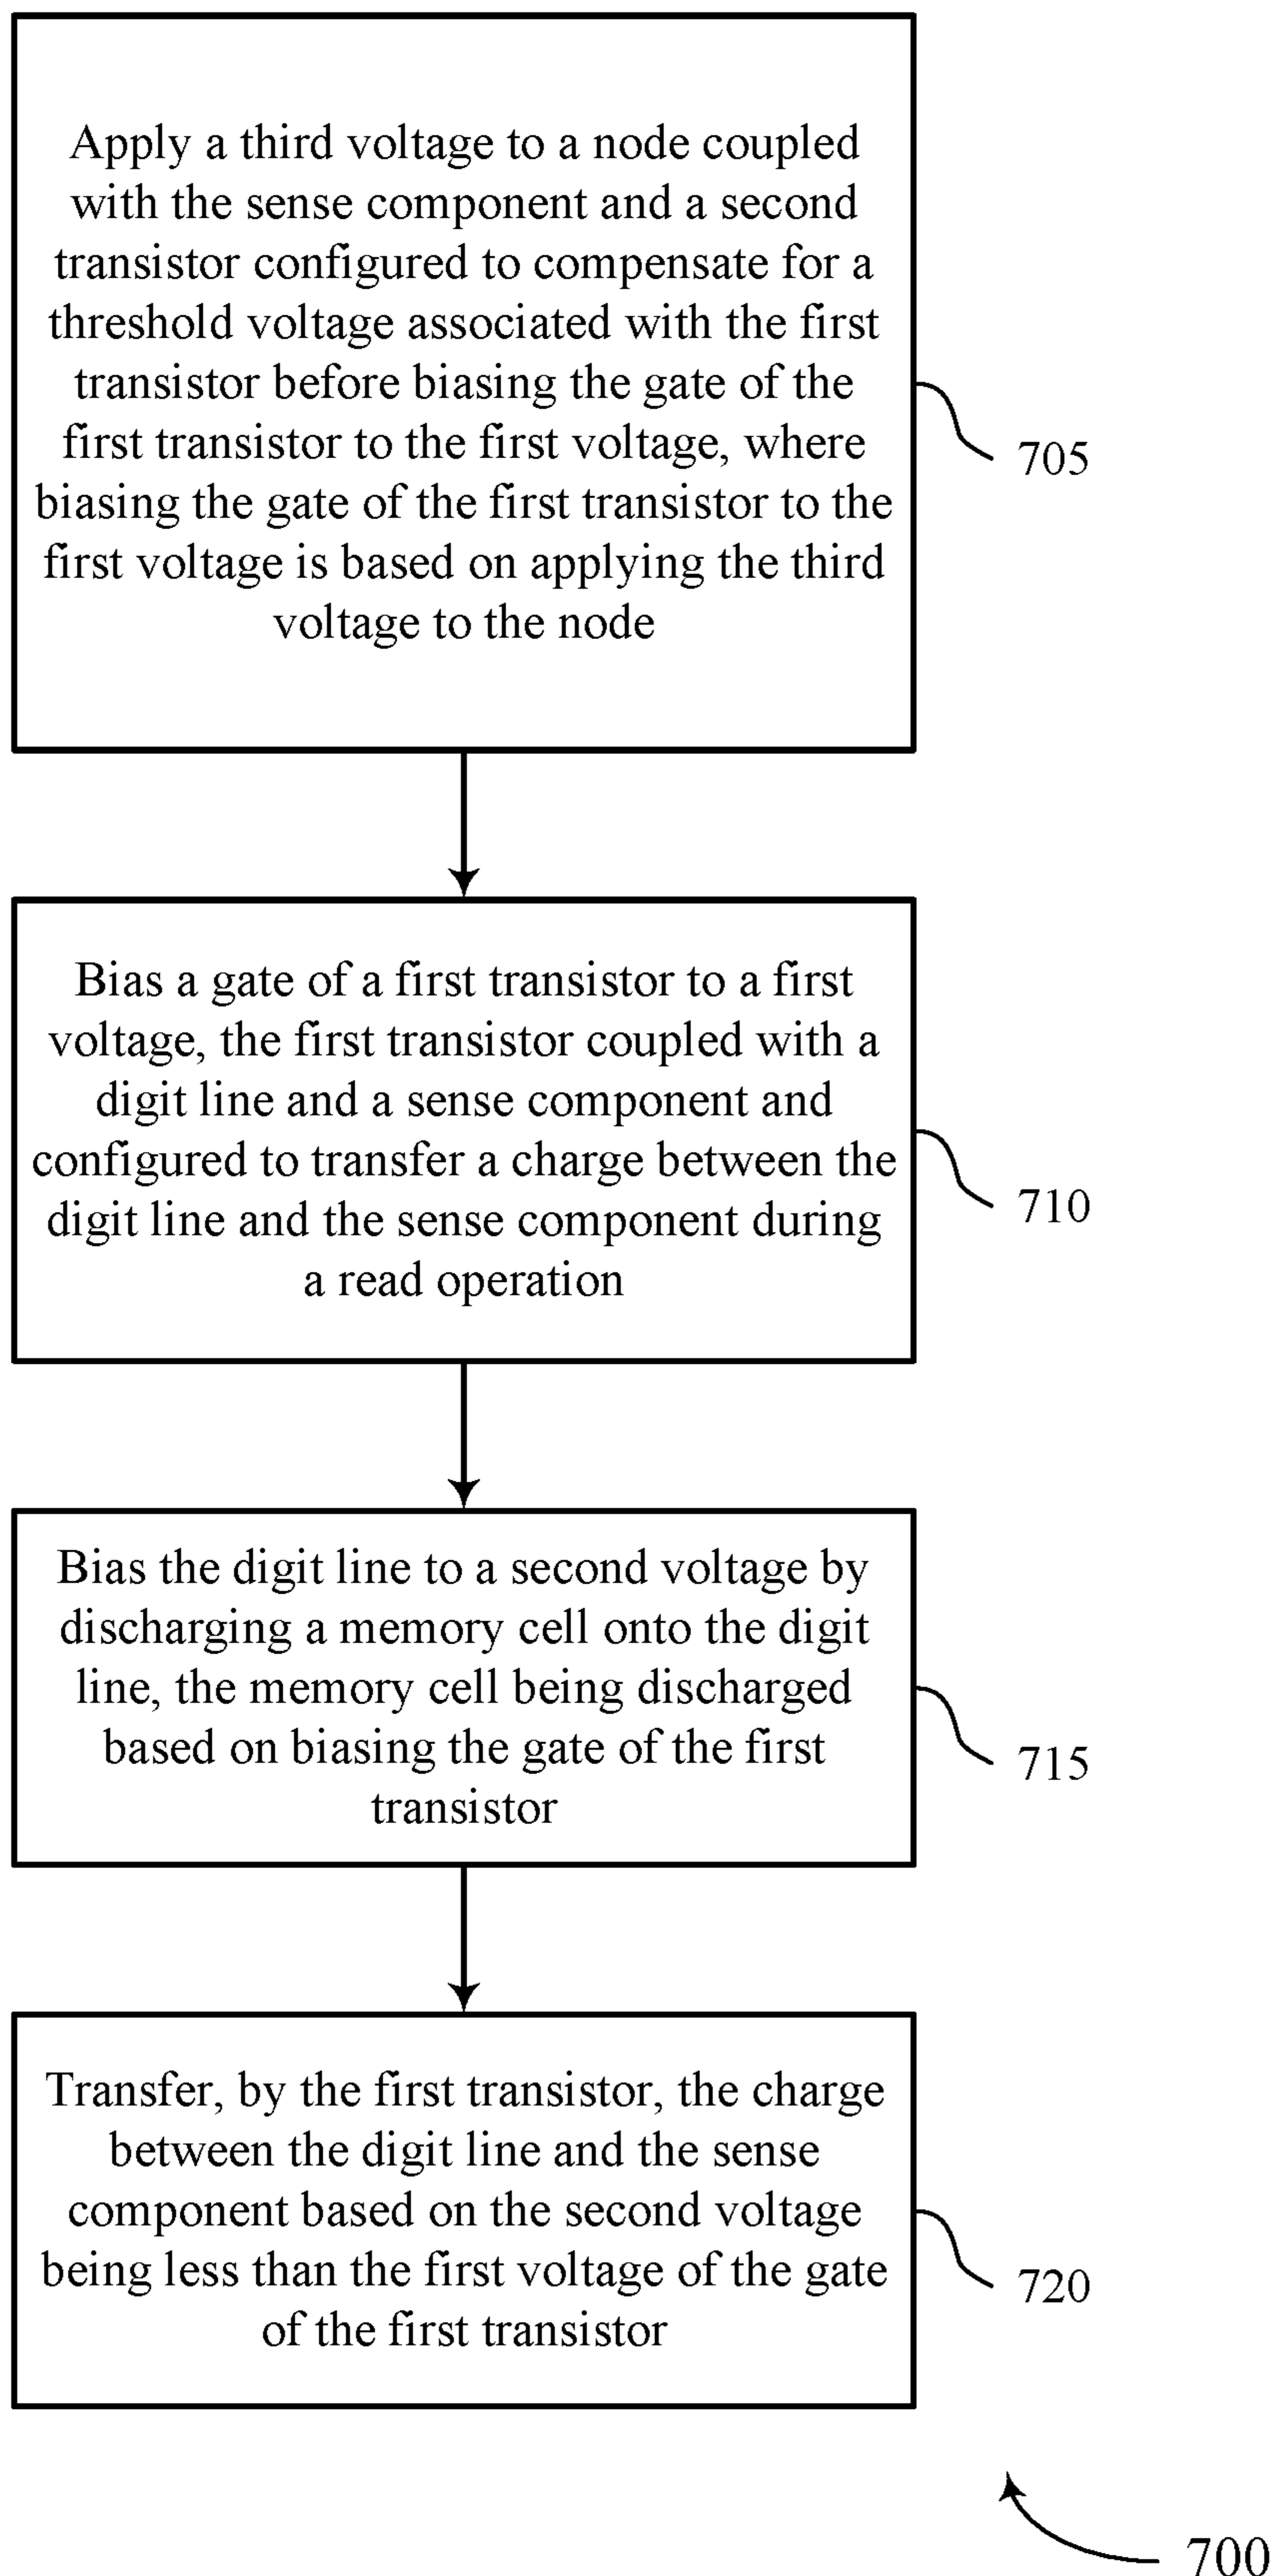 Apply a third voltage to a node coupled
with the sense component and a second
transistor configured to compensate for a
threshold voltage associated with the first
transistor before biasing the gate of the
first transistor to the first voltage, where
biasing the gate of the first transistor to the
first voltage is based on applying the third
voltage to the node
705
Bias a gate of a first transistor to a first
voltage, the first transistor coupled with a
digit line and a sense component and
configured to transfer a charge between the
digit line and the sense component during
a read operation
710
Bias the digit line to a second voltage by
discharging a memory cell onto the digit
line, the memory cell being discharged
based on biasing the gate of the first
transistor
715
Transfer, by the first transistor, the charge
between the digit line and the sense
component based on the second voltage
being less than the first voltage of the gate
of the first transistor
720
700